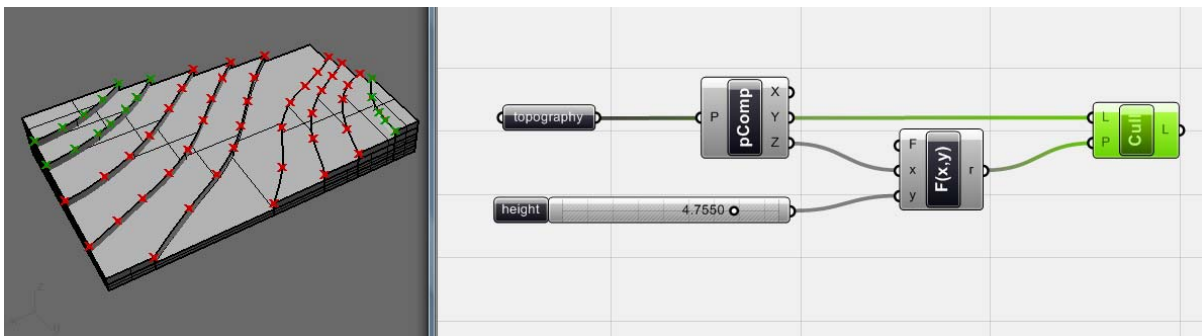 topography
P
pComp
X
Y
Z
height
4.7550
F
x
y
F(x,y)
r
L
P
Cull
L